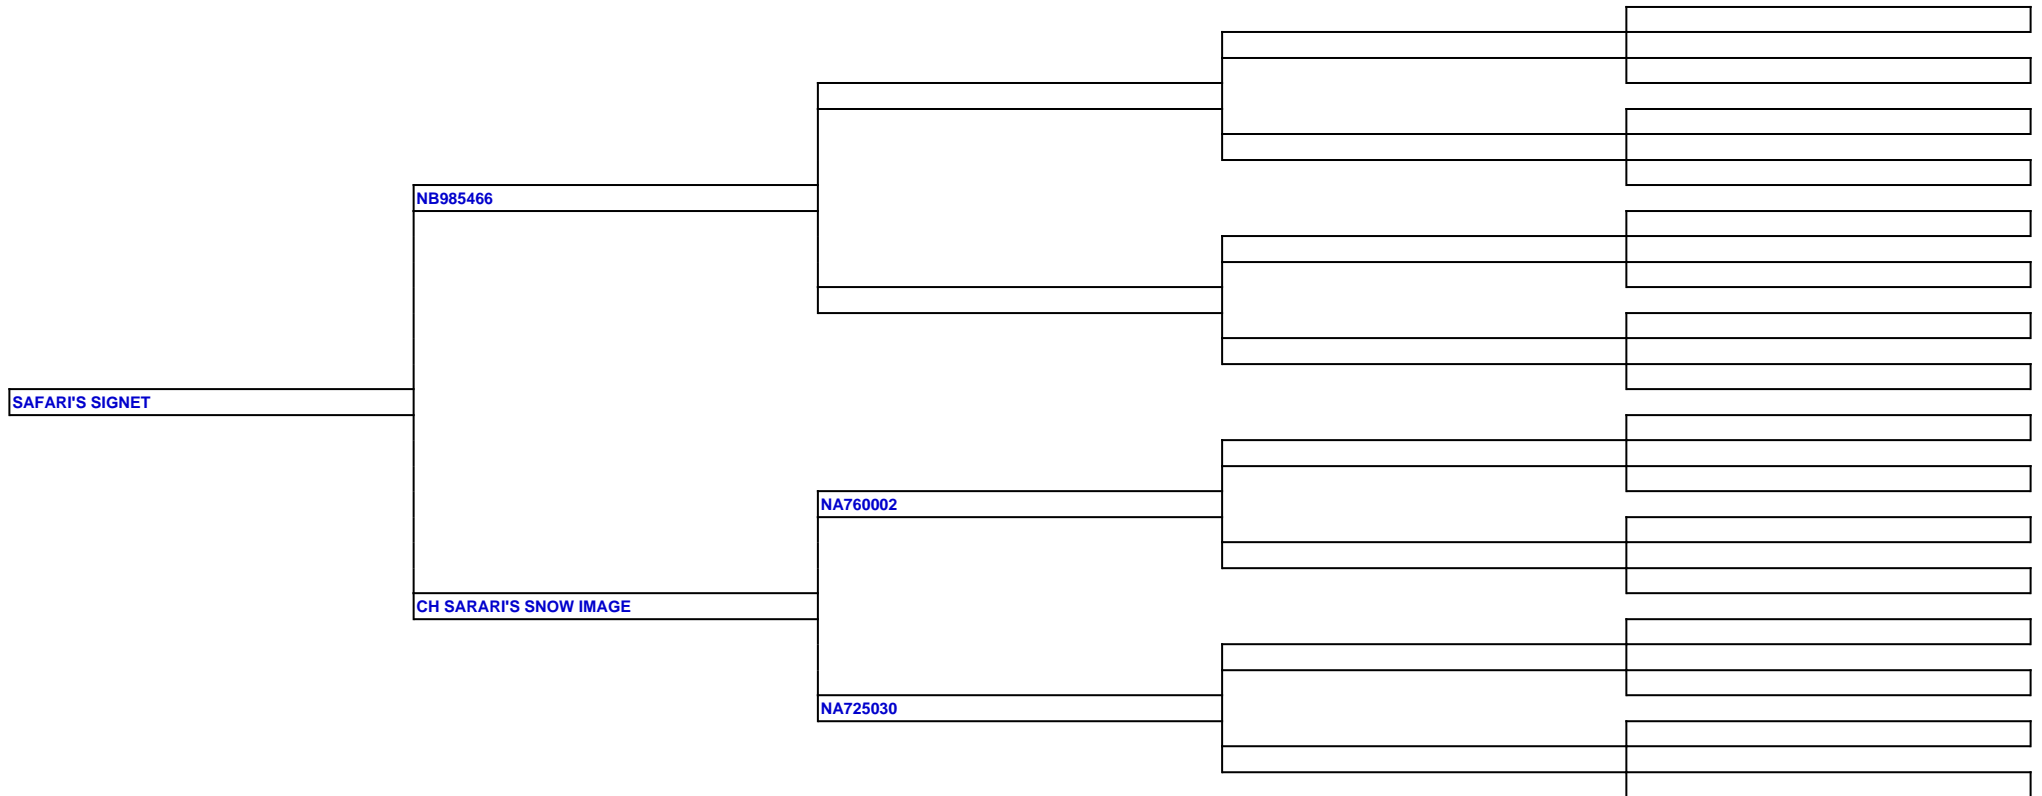 NB985466
SAFARI'S SIGNET
NA760002
CH SARARI'S SNOW IMAGE
NA725030